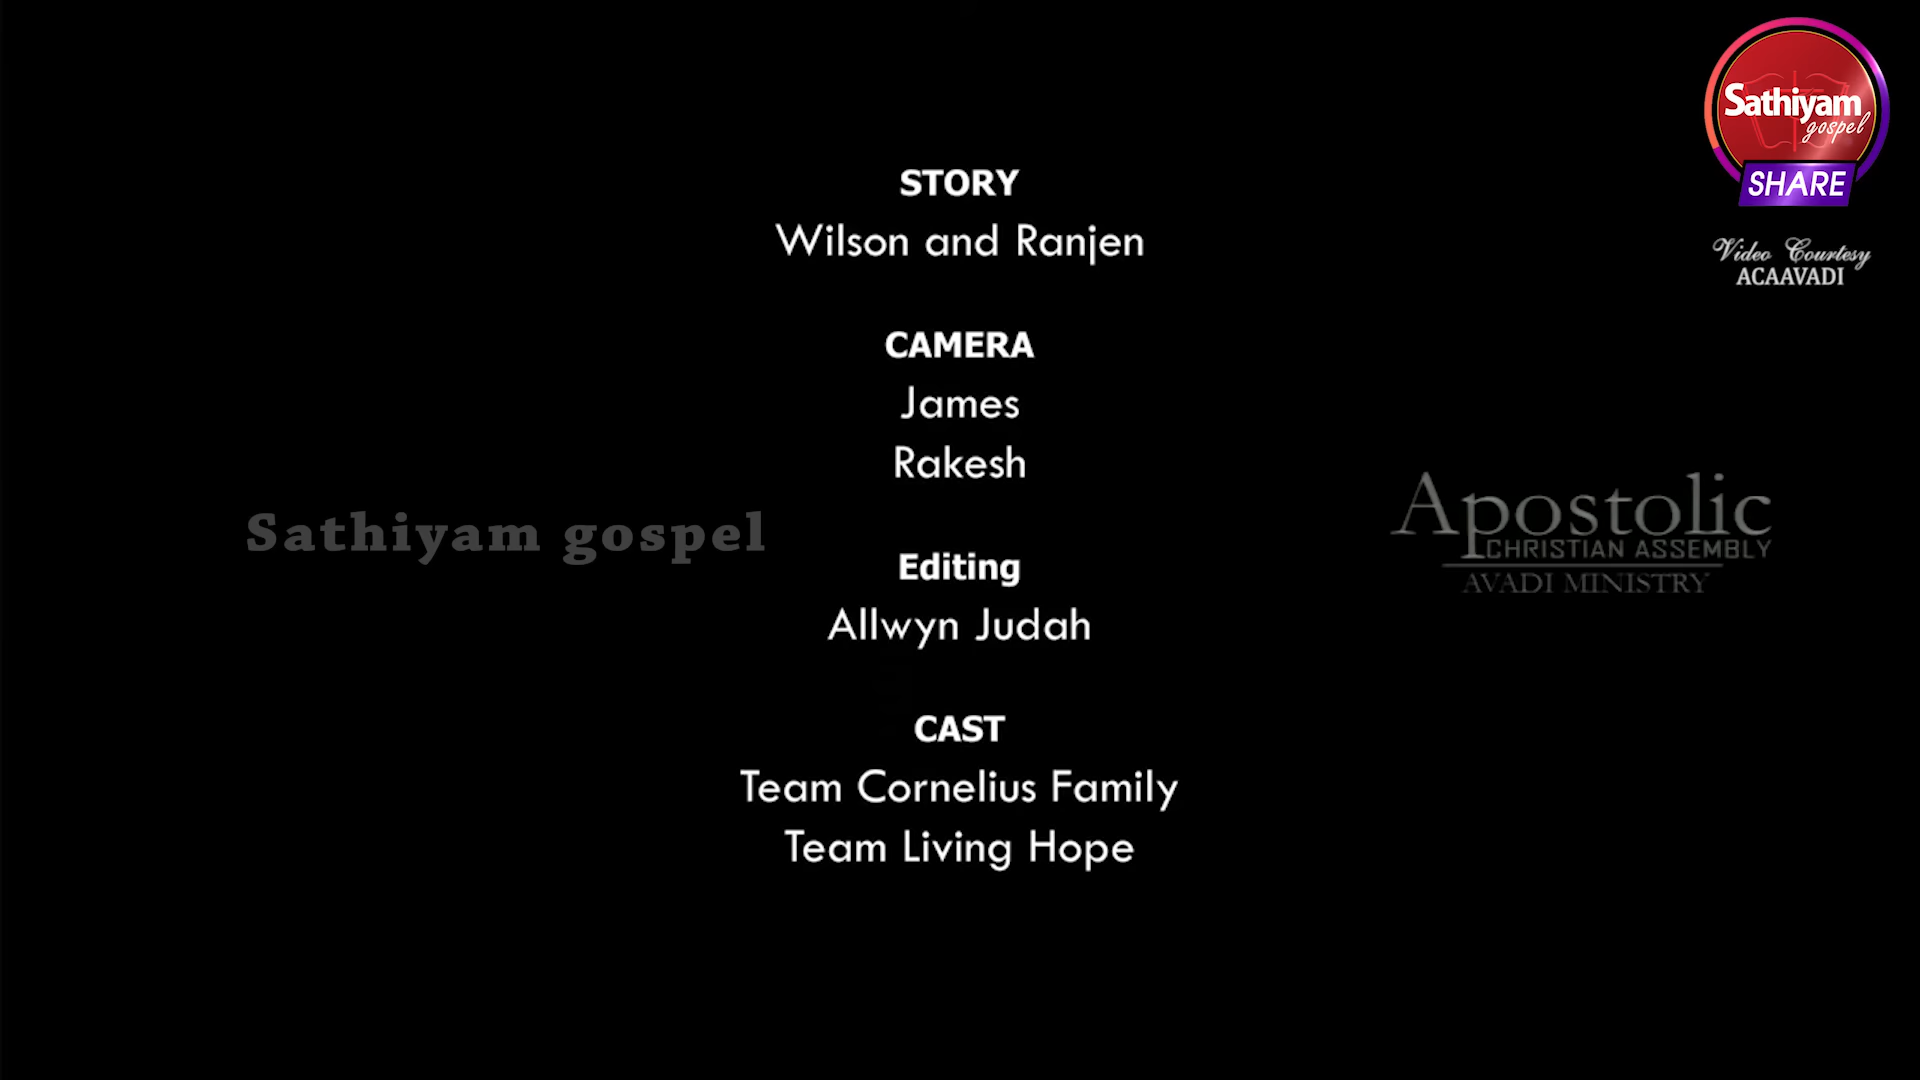 STORY
Wilson and Ranjen
CAMERA
James
Rakesh
Editing
Allwyn Judah
CAST
Team Cornelius Family
Team Living Hope
Sathiyam gospel
Sathiyam
gospel
SHARE
Video Courtesy
ACAAVADI
Apostolic
CHRISTIAN ASSEMBLY
AVADI MINISTRY